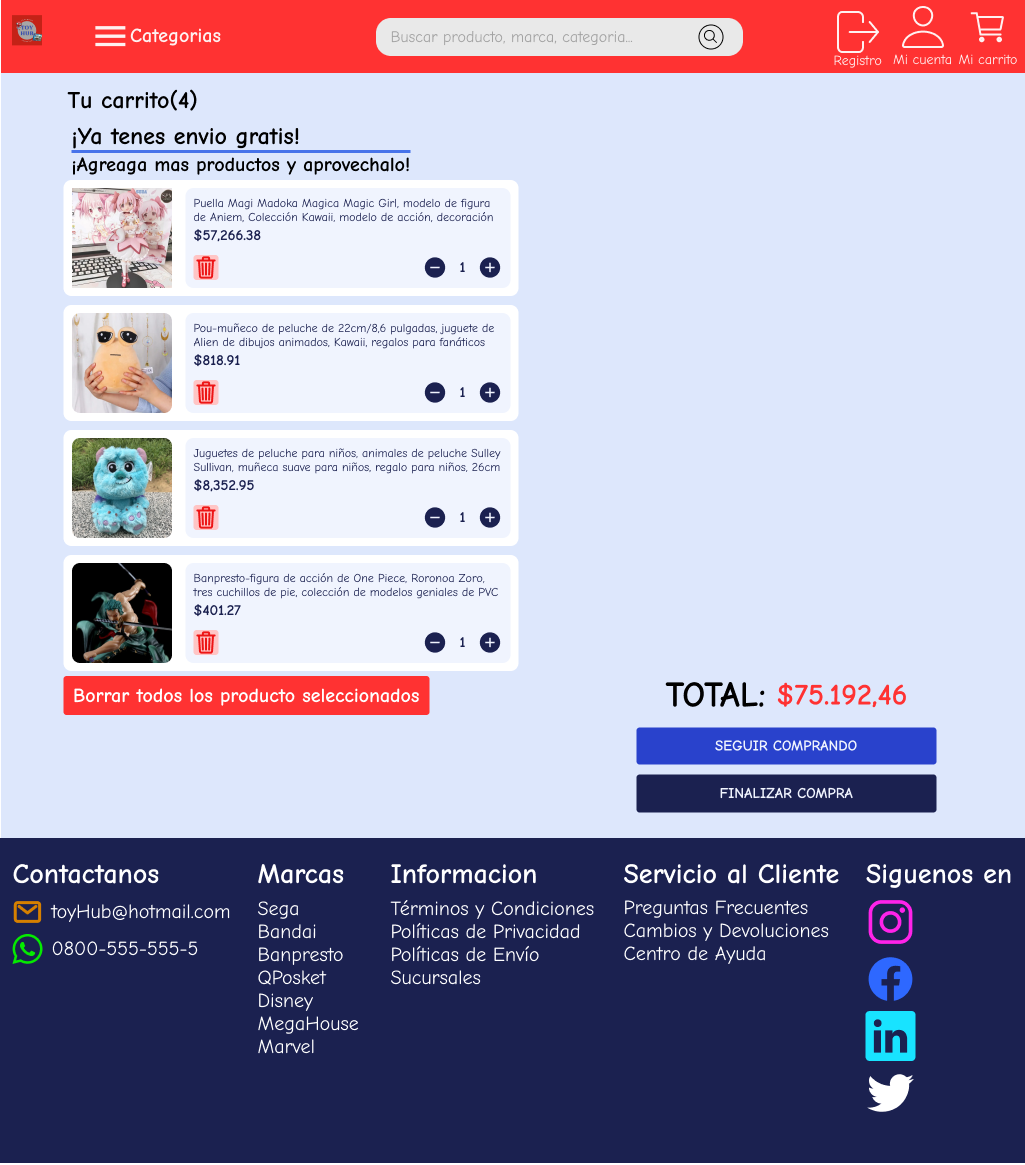 TOY
HUB
Categorias
Buscar producto, marca, categoria...
Registro
Mi cuenta
Mi carrito
Tu carrito(4)
¡Ya tenes envio gratis!
¡Agreaga mas productos y aprovechalo!
Puella Magi Madoka Magica Magic Girl, modelo de figura
de Aniem, Colección Kawaii, modelo de acción, decoración
$57,266.38
1
Pou-muñeco de peluche de 22cm/8,6 pulgadas, juguete de
Alien de dibujos animados, Kawaii, regalos para fanáticos
$818.91
1
Juguetes de peluche para niños, animales de peluche Sulley
Sullivan, muñeca suave para niños, regalo para niños, 26cm
$8,352.95
1
Banpresto-figura de acción de One Piece, Roronoa Zoro,
tres cuchillos de pie, colección de modelos geniales de PVC
$401.27
1
Borrar todos los producto seleccionados
TOTAL: $75.192,46
SEGUIR COMPRANDO
FINALIZAR COMPRA
Contactanos
toyHub@hotmail.com
0800-555-555-5
Marcas
Sega
Bandai
Banpresto
QPosket
Disney
MegaHouse
Marvel
Informacion
Términos y Condiciones
Políticas de Privacidad
Políticas de Envío
Sucursales
Servicio al Cliente
Preguntas Frecuentes
Cambios y Devoluciones
Centro de Ayuda
Siguenos en
in